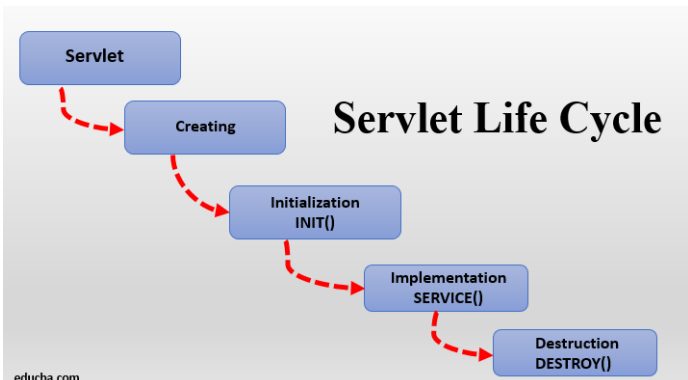 Servlet
Servlet Life Cycle
Creating
Initialization
INIT()
Implementation
SERVICE()
Destruction
DESTROY()
educba.com